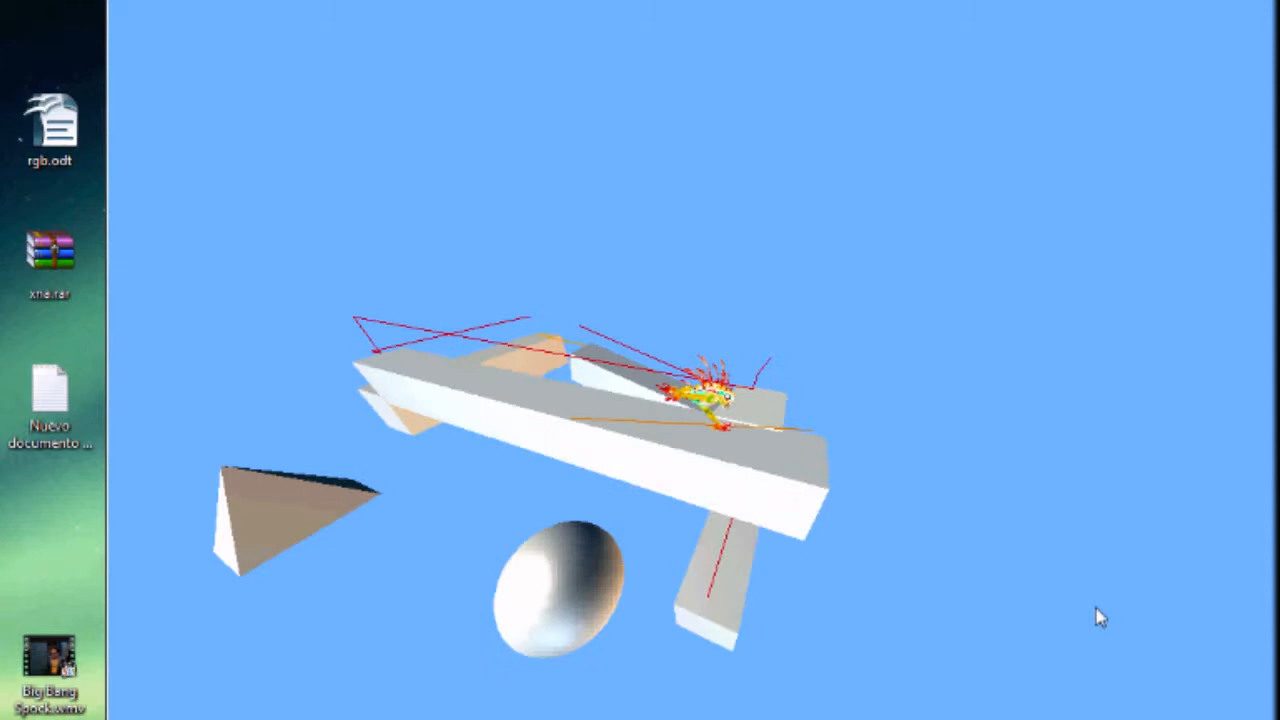 rgb.odt
xna.rar
Nuevo
documento ...
Big Bang
Spock.wmv